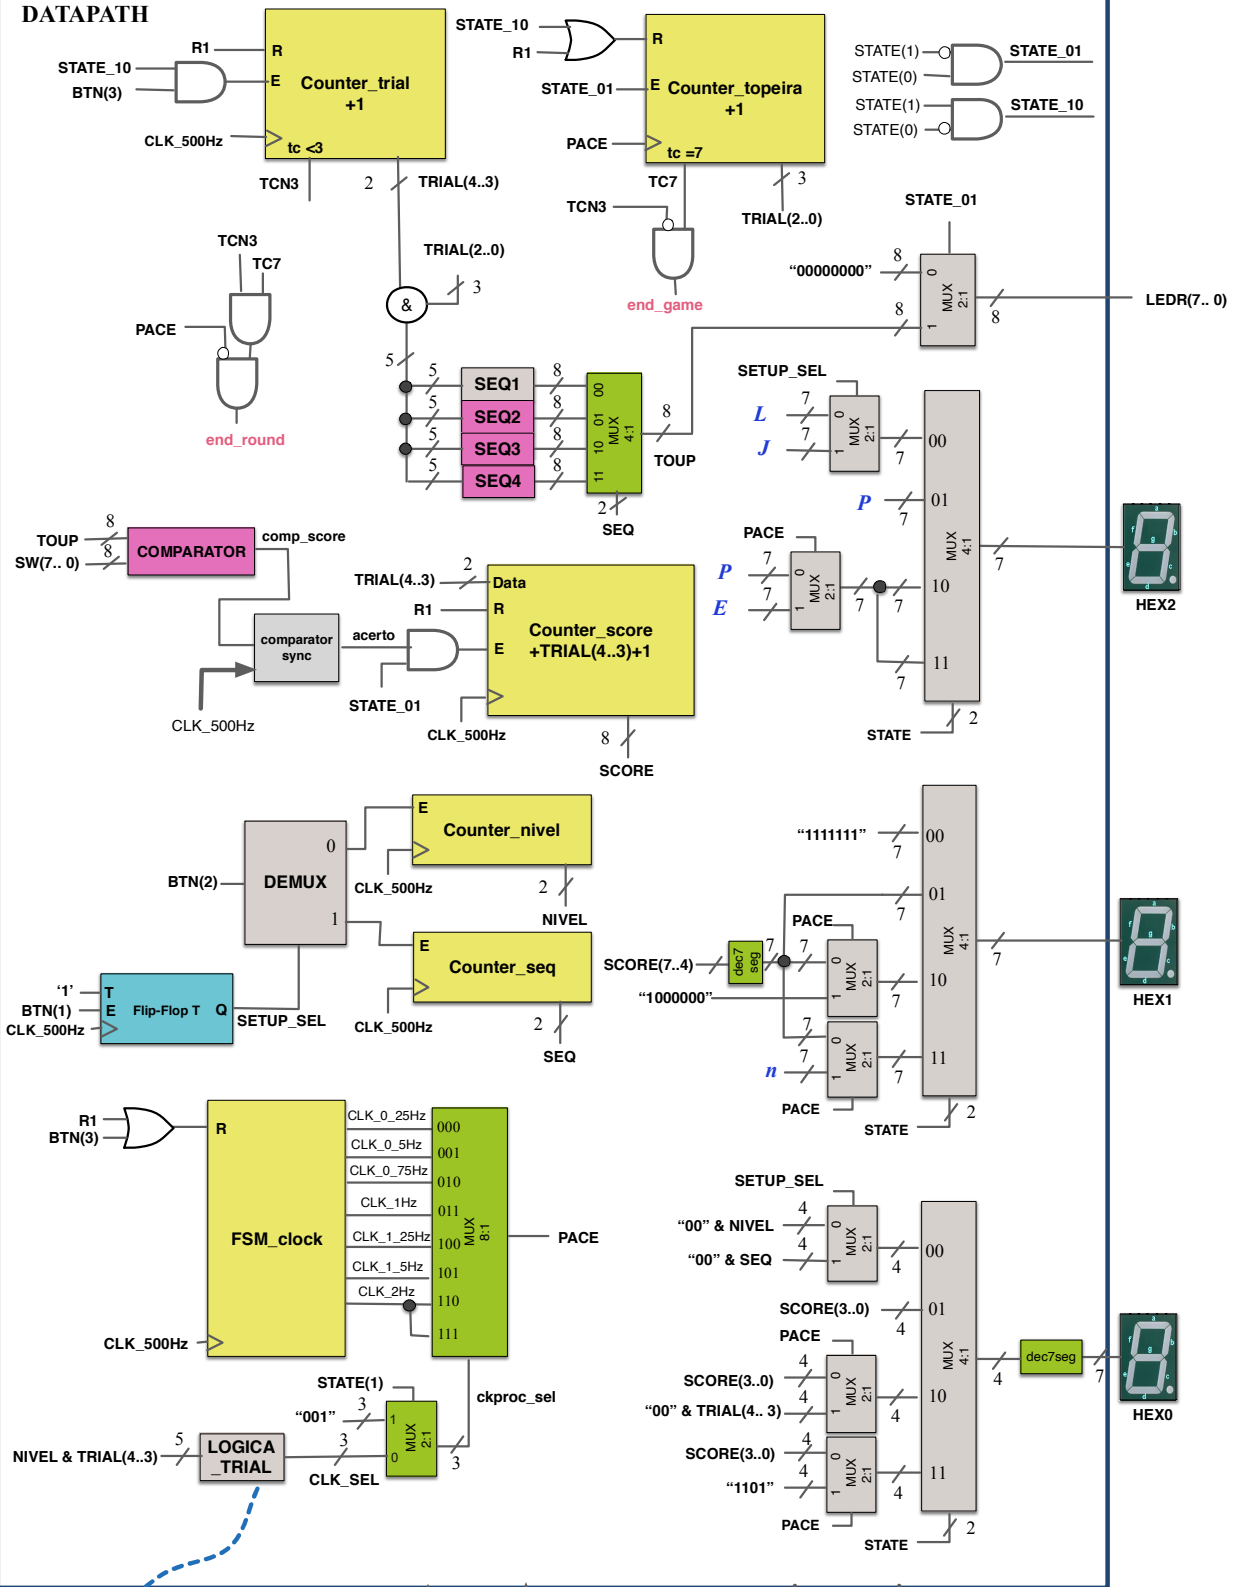 DATAPATH
R1
R
STATE_10
BTN(3)
E
Counter_trial
+1
CLK_500Hz
tc <3
TCN3
2
TRIAL(4..3)
STATE_10
R1
R
STATE_01
E
Counter_topeira
+1
PACE
tc =7
TC7
3
TCN3
TRIAL(2..0)
end_game
STATE(1)
STATE(0)
STATE_01
STATE(1)
STATE(0)
STATE_10
STATE_01
“00000000”
8
0
MUX
2:1
8
1
8
LEDR(7.. 0)
TCN3
TC7
PACE
end_round
TRIAL(2..0)
3
&
5
5
SEQ1
8
00
5
SEQ2
8
01
5
SEQ3
8
10
5
SEQ4
8
11
MUX
4:1
8
TOUP
2
SEQ
SETUP_SEL
L
7
0
J
7
1
MUX
2:1
7
00
P
7
01
PACE
P
7
0
E
7
1
MUX
2:1
7
7
10
7
11
MUX
4:1
7
STATE
2
a
f
b
g
e
c
d
HEX2
TOUP
8
SW(7.. 0)
8
COMPARATOR
comp_score
comparator
sync
CLK_500Hz
acerto
STATE_01
TRIAL(4..3)
2
Data
R1
R
E
Counter_score
+TRIAL(4..3)+1
CLK_500Hz
8
SCORE
BTN(2)
DEMUX
0
1
E
Counter_nivel
CLK_500Hz
2
NIVEL
E
Counter_seq
CLK_500Hz
2
SEQ
‘1’
T
BTN(1)
E
CLK_500Hz
Flip-Flop T
Q
SETUP_SEL
“1111111”
7
00
7
01
SCORE(7..4)
dec7
seg
7
PACE
7
0
“1000000”
1
MUX
2:1
7
10
7
0
n
7
1
MUX
2:1
7
11
PACE
MUX
4:1
7
STATE
2
a
f
b
g
e
c
d
HEX1
R1
BTN(3)
R
FSM_clock
CLK_500Hz
CLK_0_25Hz
000
CLK_0_5Hz
001
CLK_0_75Hz
010
CLK_1Hz
011
CLK_1_25Hz
100
CLK_1_5Hz
101
CLK_2Hz
110
111
MUX
8:1
PACE
STATE(1)
“001”
3
1
MUX
2:1
0
ckproc_sel
3
NIVEL & TRIAL(4..3)
5
LOGICA
_TRIAL
3
CLK_SEL
SETUP_SEL
“00” & NIVEL
4
0
“00” & SEQ
4
1
MUX
2:1
4
00
SCORE(3..0)
4
01
PACE
SCORE(3..0)
4
0
“00” & TRIAL(4.. 3)
4
1
MUX
2:1
4
10
SCORE(3..0)
4
0
“1101”
4
1
MUX
2:1
4
11
PACE
MUX
4:1
4
dec7seg
7
STATE
2
a
f
b
g
e
c
d
HEX0